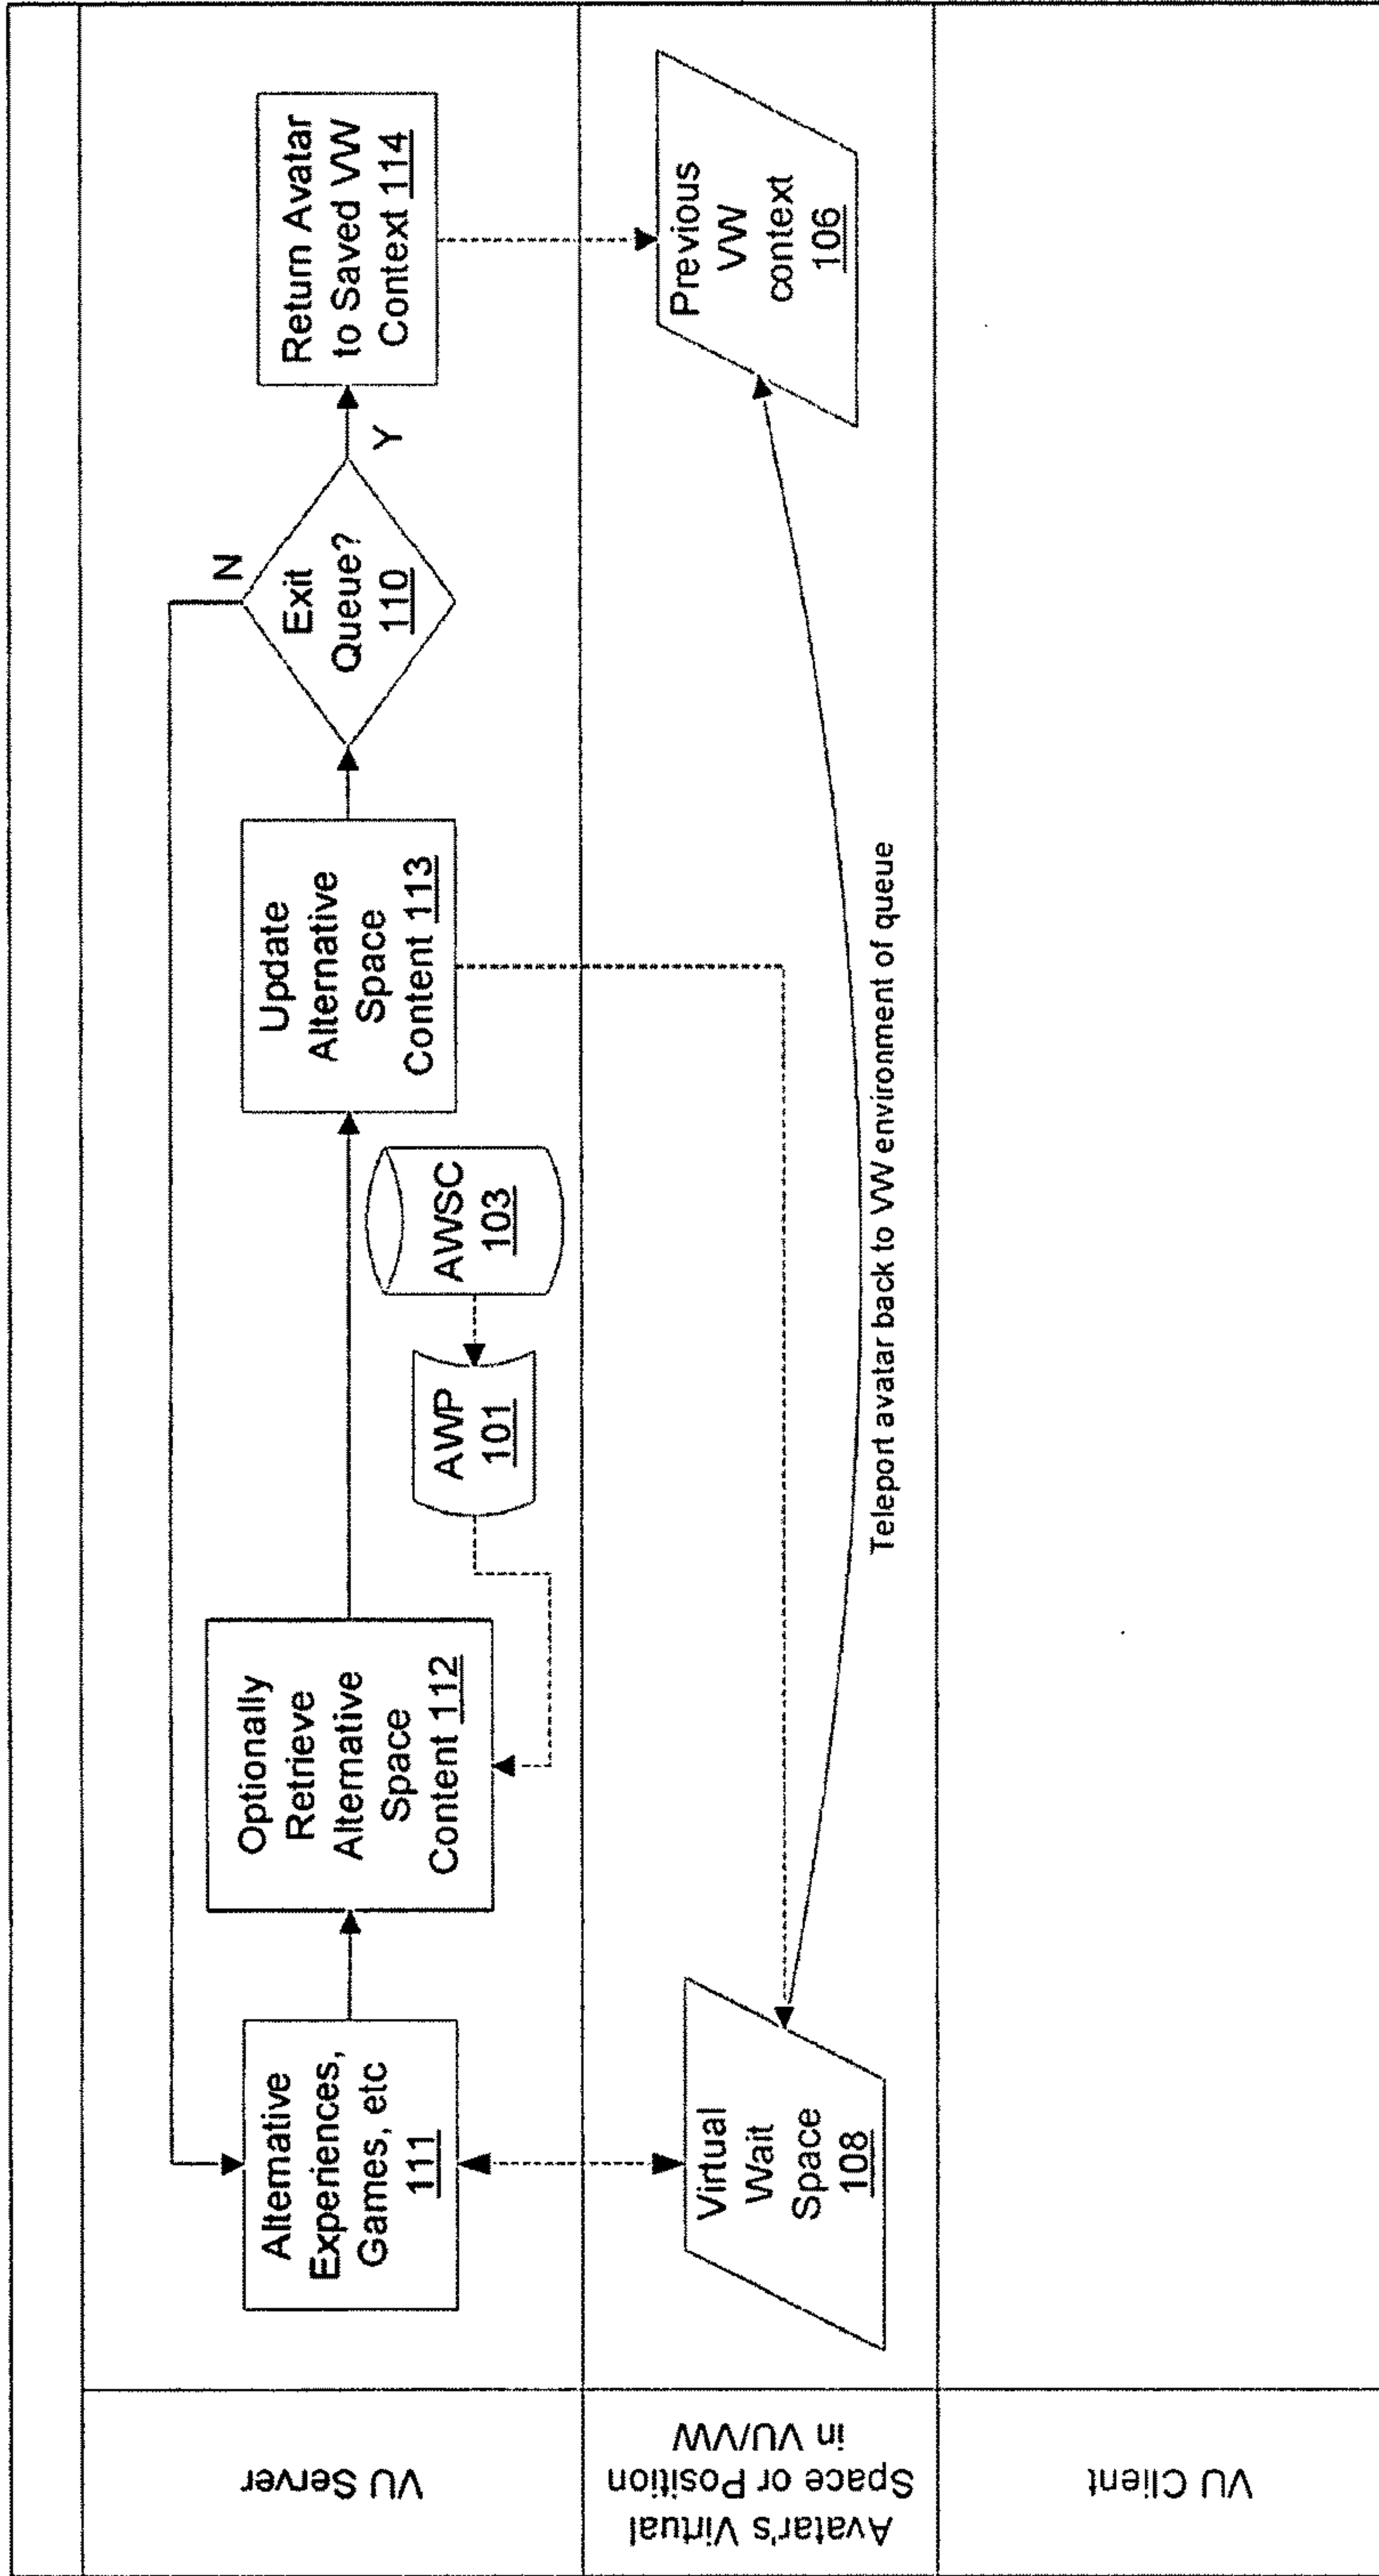 VU Server
Alternative
Experiences,
Games, etc
111
Optionally
Retrieve
Alternative
Space
Content 112
AWP
101
AWSC
103
Update
Alternative
Space
Content 113
Exit
Queue?
110
N
Y
Return Avatar
to Saved VW
Context 114
Avatar's Virtual
Space or Position
in VU/VW
Virtual
Wait
Space
108
Previous
VW
context
106
Teleport avatar back to VW environment of queue
VU Client